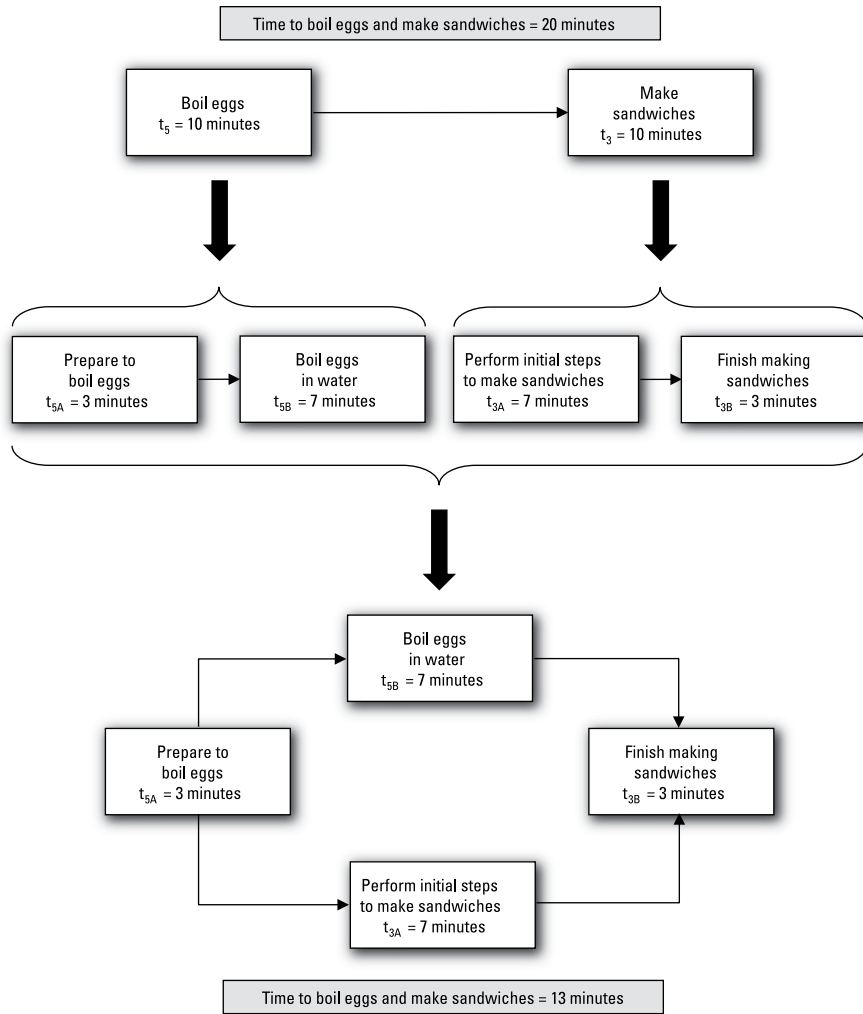 Time to boil eggs and make sandwiches = 20 minutes
Boil eggs
t₅ = 10 minutes
Make
sandwiches
t₃ = 10 minutes
Prepare to
boil eggs
t₅ₐ = 3 minutes
Boil eggs
in water
t5B = 7 minutes
Perform initial steps
to make sandwiches
t₃ₐ = 7 minutes
Finish making
sandwiches
t3B = 3 minutes
Boil eggs
in water
t5B = 7 minutes
Prepare to
boil eggs
t5A = 3 minutes
Finish making
sandwiches
t3B = 3 minutes
Perform initial steps
to make sandwiches
t3A = 7 minutes
Time to boil eggs and make sandwiches = 13 minutes